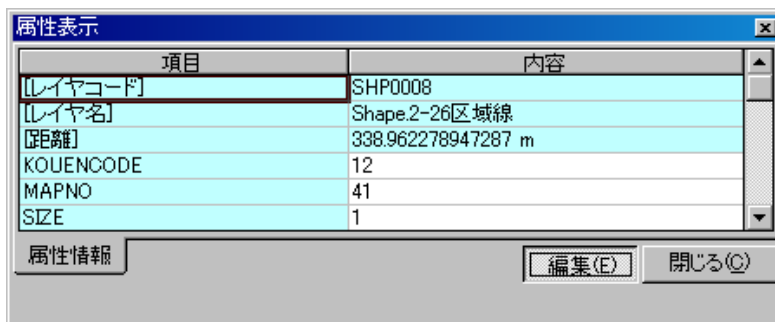 属性表示
項目 内容
[レイヤコード] SHP0008
[レイヤ名] Shape.2-26区域線
[距離] 338.962278947287 m
KOUENCODE 12
MAPNO 41
SIZE 1
属性情報
編集(E) 閉じる(C)